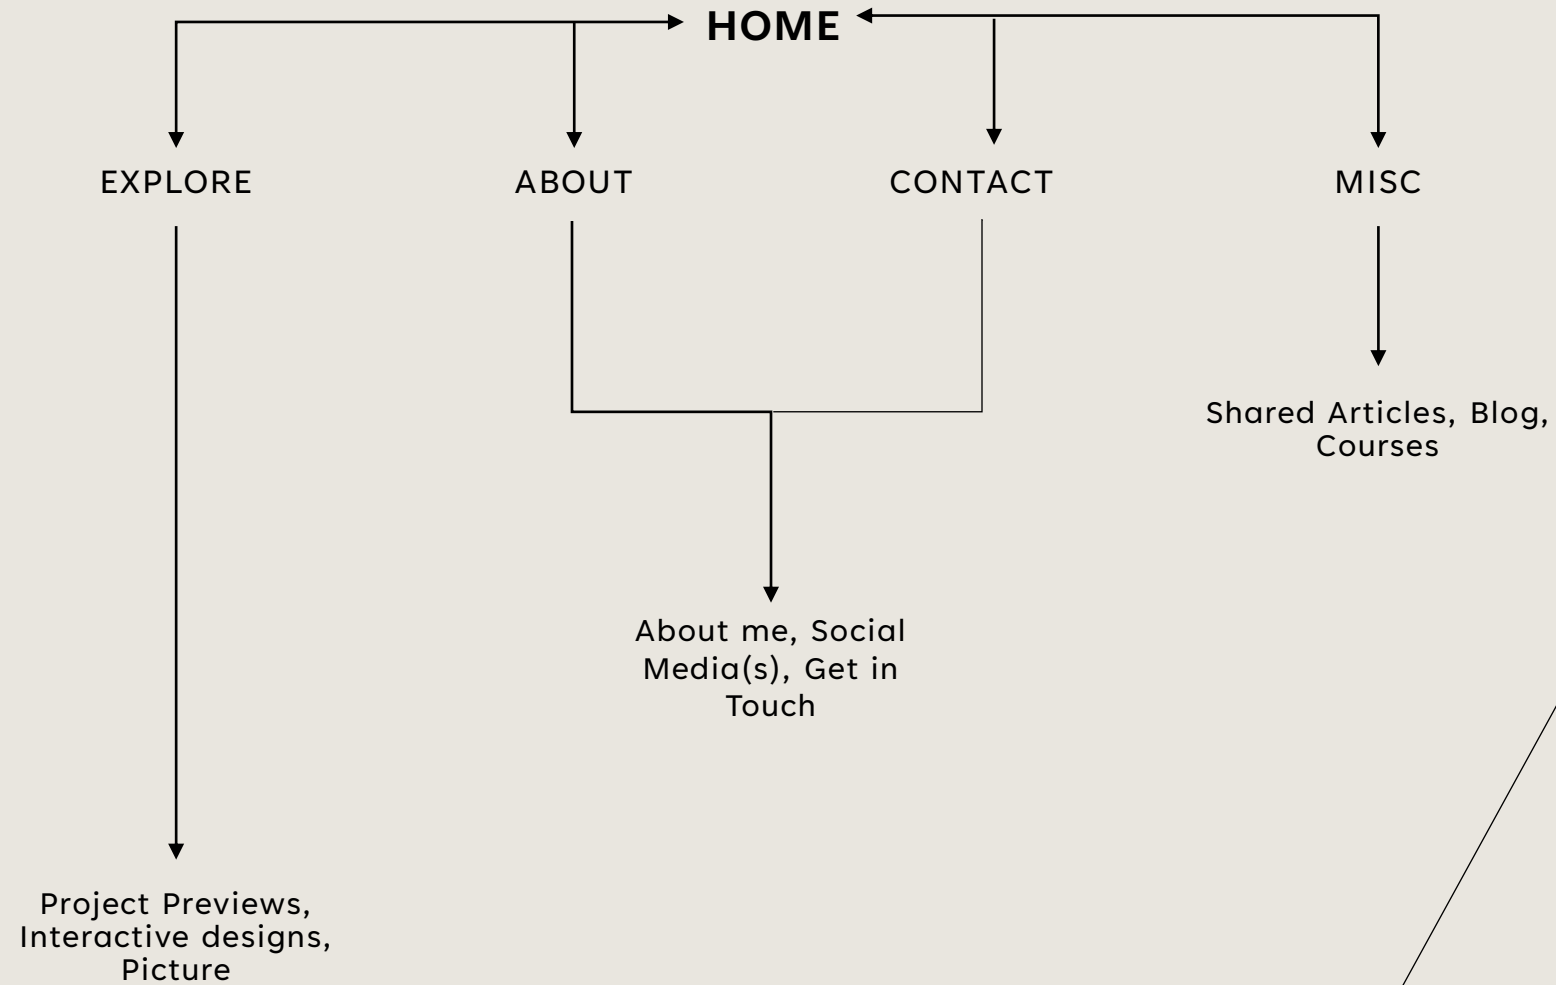 HOME
EXPLORE
ABOUT
CONTACT
MISC
Shared Articles, Blog,
Courses
About me, Social
Media(s), Get in
Touch
Project Previews,
Interactive designs,
Picture